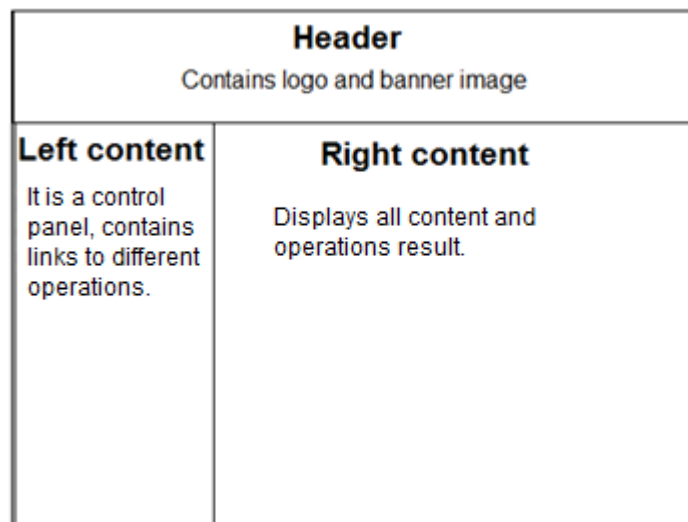 Header
Contains logo and banner image
Left content
It is a control
panel, contains
links to different
operations.
Right content
Displays all content and
operations result.